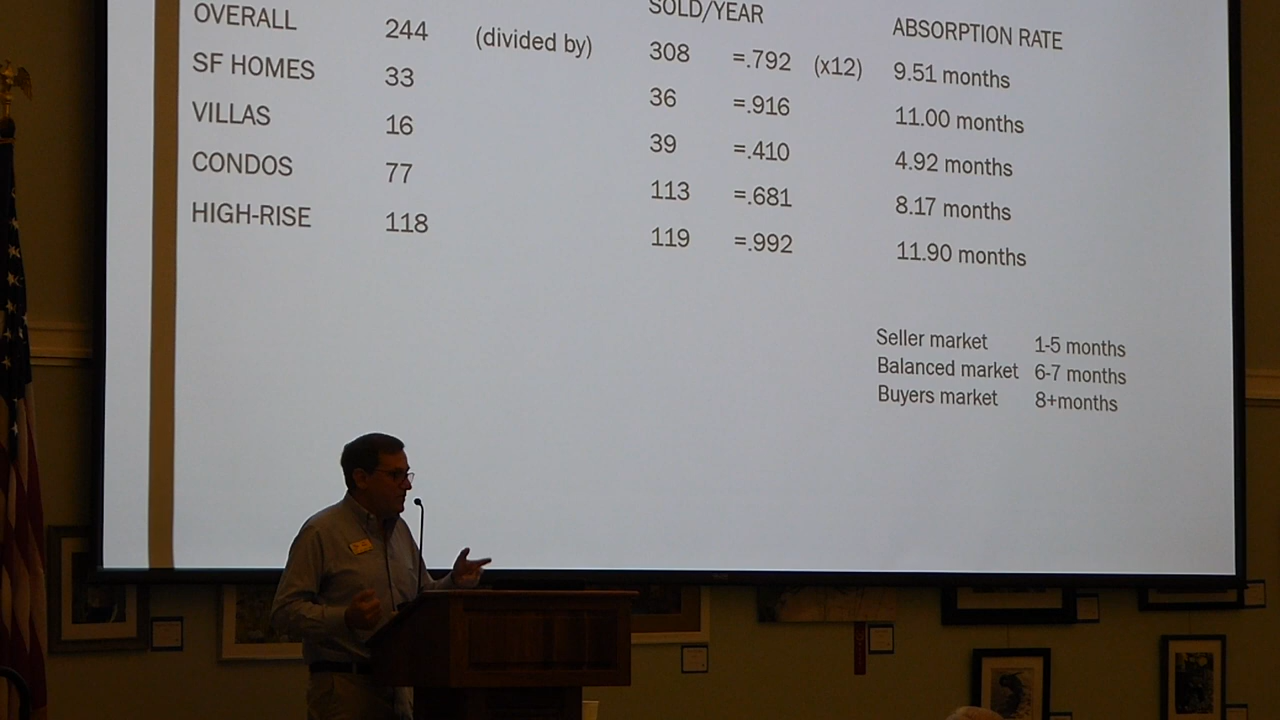 SOLD/YEAR
ABSORPTION RATE
OVERALL 244 (divided by) 308 =.792 (x12) 9.51 months
SF HOMES 33 36 =.916 11.00 months
VILLAS 16 39 =.410 4.92 months
CONDOS 77 113 =.681 8.17 months
HIGH-RISE 118 119 =.992 11.90 months
Seller market 1-5 months
Balanced market 6-7 months
Buyers market 8+months